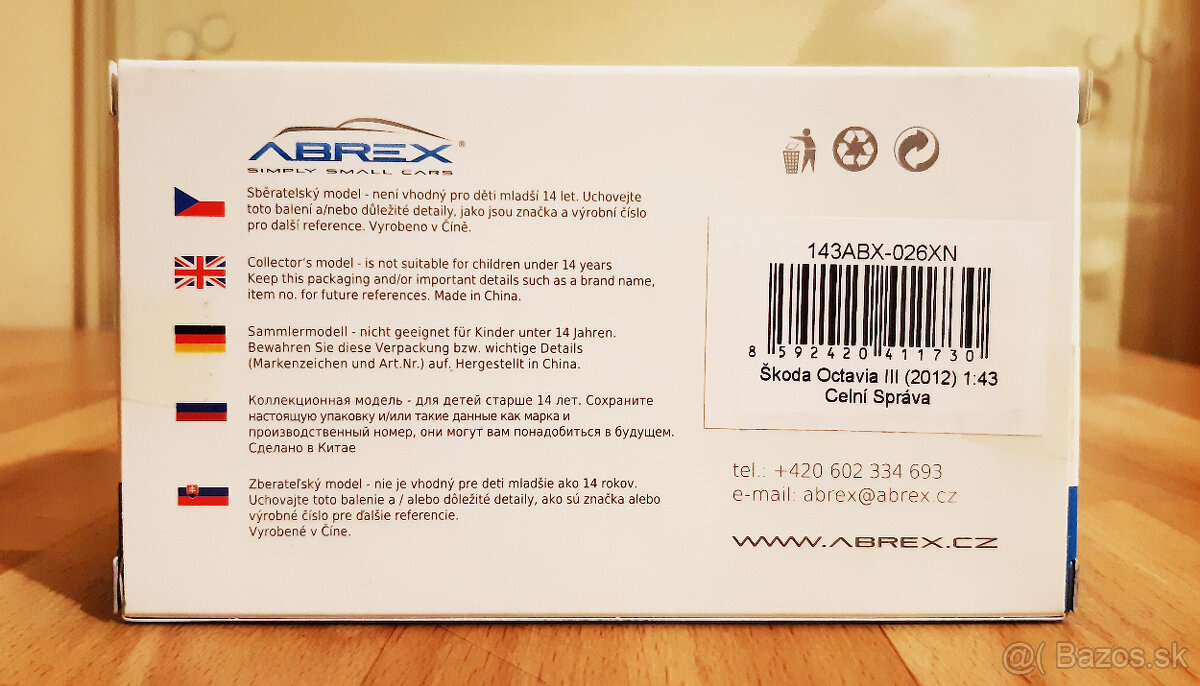 ABREX®
SIMPLY SMALL CARS
Sběratelský model - není vhodný pro děti mladší 14 let. Uchovejte
toto balení a/nebo důležité detaily, jako jsou značka a výrobní číslo
pro další reference. Vyrobeno v Číně.
Collector's model - is not suitable for children under 14 years
Keep this packaging and/or important details such as a brand name,
item no. for future references. Made in China.
Sammlermodell - nicht geeignet für Kinder unter 14 Jahren.
Bewahren Sie diese Verpackung bzw. wichtige Details
(Markenzeichen und Art.Nr.) auf. Hergestellt in China.
Коллекционная модель - для детей старше 14 лет. Сохраните
настоящую упаковку и/или такие данные как марка и
производственный номер, они могут вам понадобиться в будущем.
Сделано в Китае
Zberateľský model - nie je vhodný pre deti mladšie ako 14 rokov.
Uchovajte toto balenie a / alebo dôležité detaily, ako sú značka alebo
výrobné číslo pre ďalšie referencie.
Vyrobené v Číne.
143ABX-026XN
8 592420 411730
Škoda Octavia III (2012) 1:43
Celní Správa
tel.: +420 602 334 693
e-mail: abrex@abrex.cz
WWW.ABREX.CZ
@( Bazos.sk